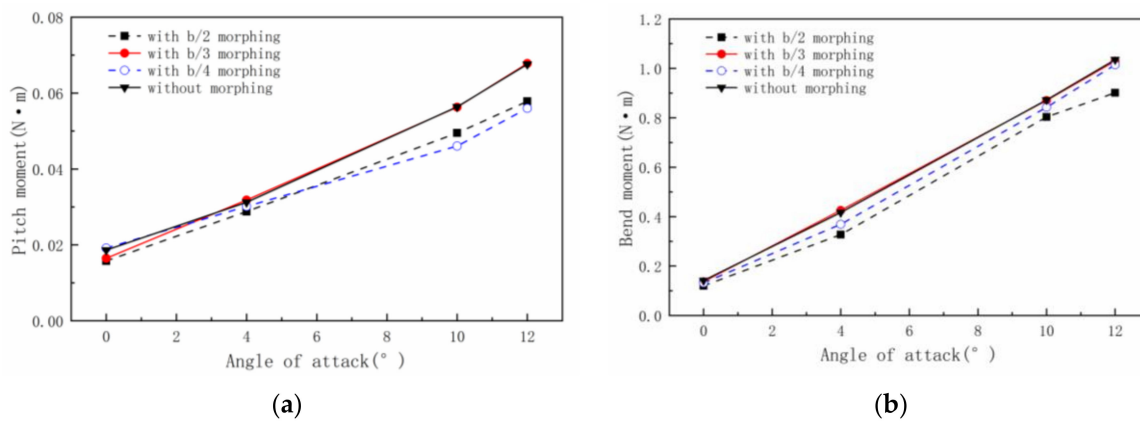 0.08
0.06
0.04
0.02
0.00
Pitch moment(N·m)
with b/2 morphing
with b/3 morphing
with b/4 morphing
without morphing
0 2 4 6 8 10 12
Angle of attack(° )
(a)
1.2
1.0
0.8
0.6
0.4
0.2
0.0
Bend moment(N·m)
with b/2 morphing
with b/3 morphing
with b/4 morphing
without morphing
0 2 4 6 8 10 12
Angle of attack(° )
(b)